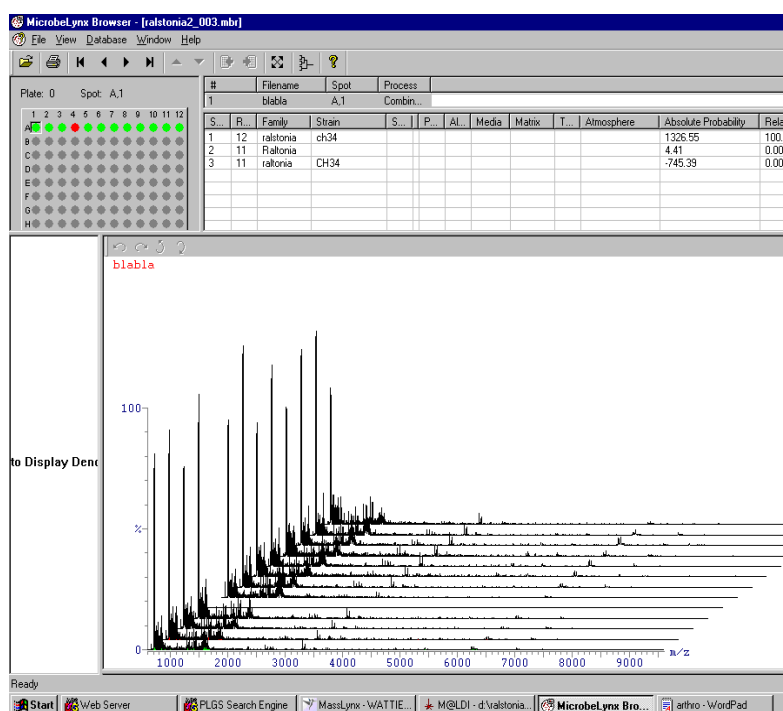 MicrobeLynx Browser - [ralstonia2_003.mbr]
File View Database Window Help
Plate: 0 Spot: A,1
1 2 3 4 5 6 7 8 9 10 11 12
A
B
C
D
E
F
G
H
# Filename Spot Process
1 blabla A,1 Combin...
S... R... Family Strain S... P... Al... Media Matrix T... Atmosphere Absolute Probability Rela
1 12 ralstonia ch34 1326.55 100.
2 11 Raltonia 4.41 0.00
3 11 raltonia CH34 -745.39 0.00
blabla
to Display Dend
100
%
0
1000 2000 3000 4000 5000 6000 7000 8000 9000 m/z
Ready
Start Web Server PLGS Search Engine MassLynx - WATTIE... M@LDI - d:\ralstonia... MicrobeLynx Bro... arthro - WordPad